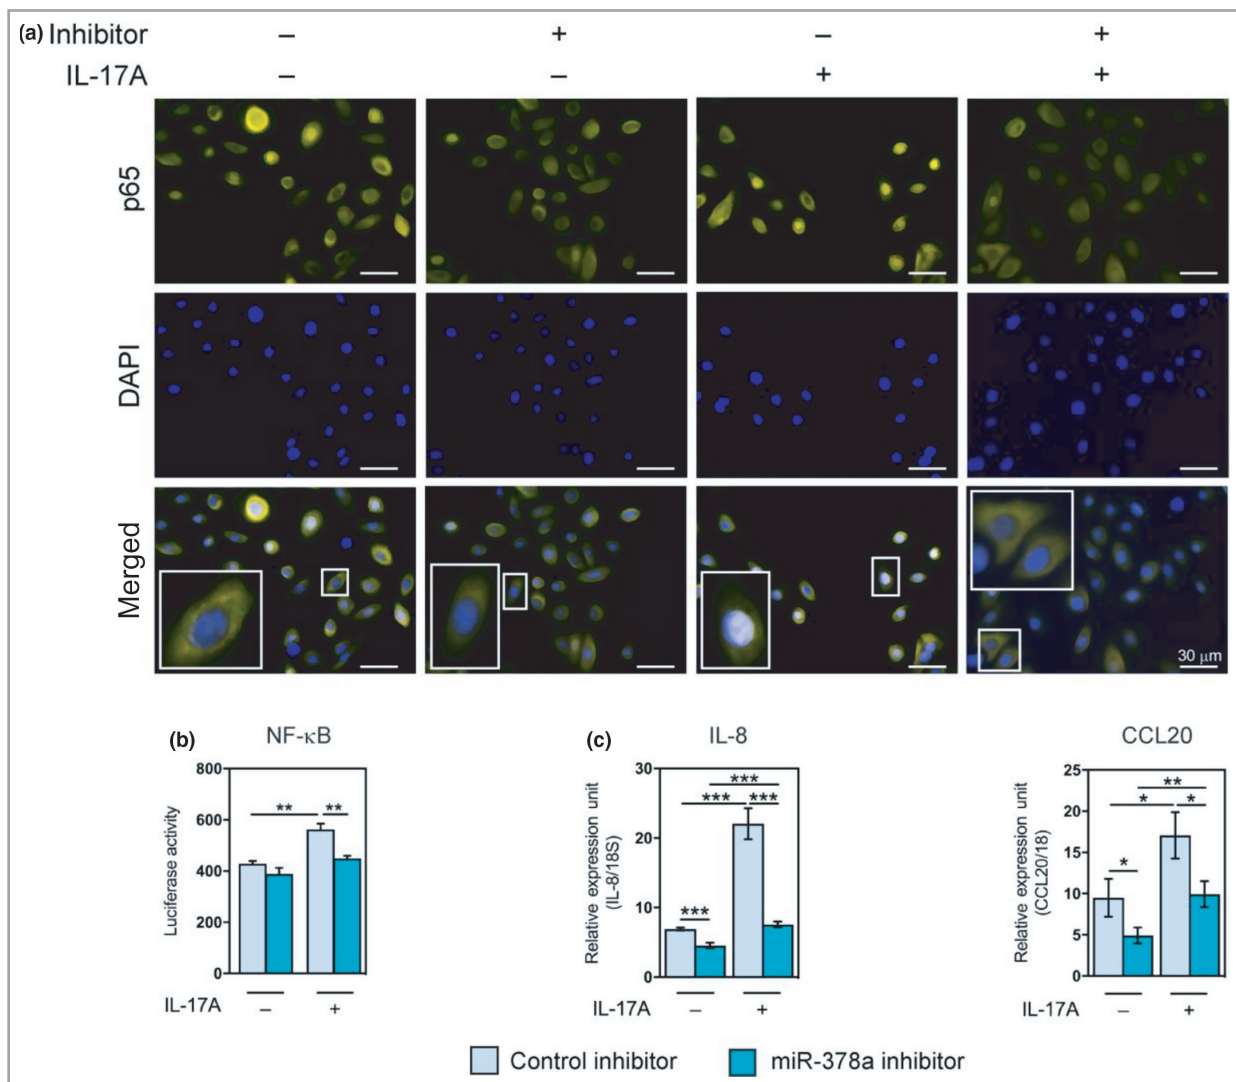 (a) Inhibitor – + – +
IL-17A – – + +
p65
DAPI
Merged
30 μm
(b) NF-κB
Luciferase activity
800
600
400
200
0
** **
IL-17A – +
(c) IL-8
Relative expression unit
(IL-8/18S)
30
20
10
0
***
*** ***
***
IL-17A – +
CCL20
Relative expression unit
(CCL20/18)
25
20
15
10
5
0
**
* *
*
IL-17A – +
Control inhibitor miR-378a inhibitor